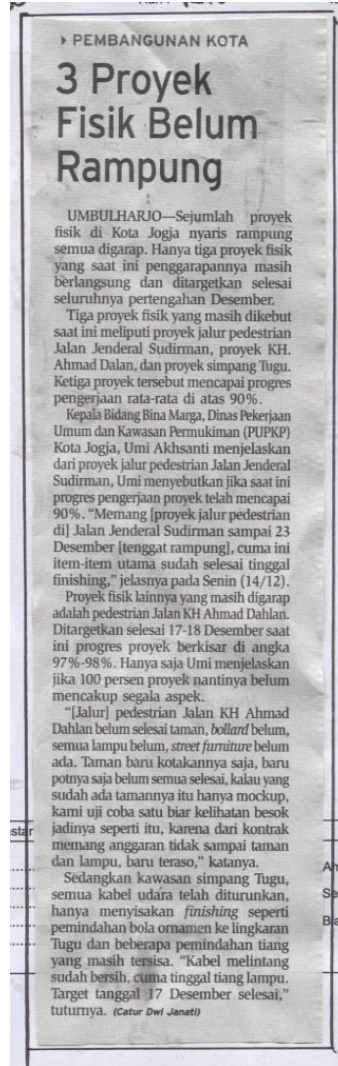 PEMBANGUNAN KOTA
3 Proyek
Fisik Belum
Rampung
UMBULHARJO—Sejumlah proyek
fisik di Kota Jogja nyaris rampung
semua digarap. Hanya tiga proyek fisik
yang saat ini penggarapannya masih
berlangsung dan ditargetkan selesai
seluruhnya pertengahan Desember.
Tiga proyek fisik yang masih dikebut
saat ini meliputi proyek jalur pedestrian
Jalan Jenderal Sudirman, proyek KH.
Ahmad Dalan, dan proyek simpang Tugu.
Ketiga proyek tersebut mencapai progres
pengerjaan rata-rata di atas 90%.
Kepala Bidang Bina Marga, Dinas Pekerjaan
Umum dan Kawasan Permukiman (PUPKP)
Kota Jogja, Umi Akhsanti menjelaskan
dari proyek jalur pedestrian Jalan Jenderal
Sudirman, Umi menyebutkan jika saat ini
progres pengerjaan proyek telah mencapai
90%. “Memang [proyek jalur pedestrian
di] Jalan Jenderal Sudirman sampai 23
Desember [tenggat rampung], cuma ini
item-item utama sudah selesai tinggal
finishing,” jelasnya pada Senin (14/12).
Proyek fisik lainnya yang masih digarap
adalah pedestrian Jalan KH Ahmad Dahlan.
Ditargetkan selesai 17-18 Desember saat
ini progres proyek berkisar di angka
97%-98%. Hanya saja Umi menjelaskan
jika 100 persen proyek nantinya belum
mencakup segala aspek.
“[Jalur] pedestrian Jalan KH Ahmad
Dahlan belum selesai taman, bollard belum,
semua lampu belum, street furniture belum
ada. Taman baru kotakannya saja, baru
potnya saja belum semua selesai, kalau yang
sudah ada tamannya itu hanya mockup,
kami uji coba satu biar kelihatan besok
jadinya seperti itu, karena dari kontrak
memang anggaran tidak sampai taman
dan lampu, baru teraso,” katanya.
Sedangkan kawasan simpang Tugu,
semua kabel udara telah diturunkan,
hanya menyisakan finishing seperti
pemindahan bola ornamen ke lingkaran
Tugu dan beberapa pemindahan tiang
yang masih tersisa. “Kabel melintang
sudah bersih, cuma tinggal tiang lampu.
Target tanggal 17 Desember selesai,”
tuturnya. (Catur Dwi Janati)